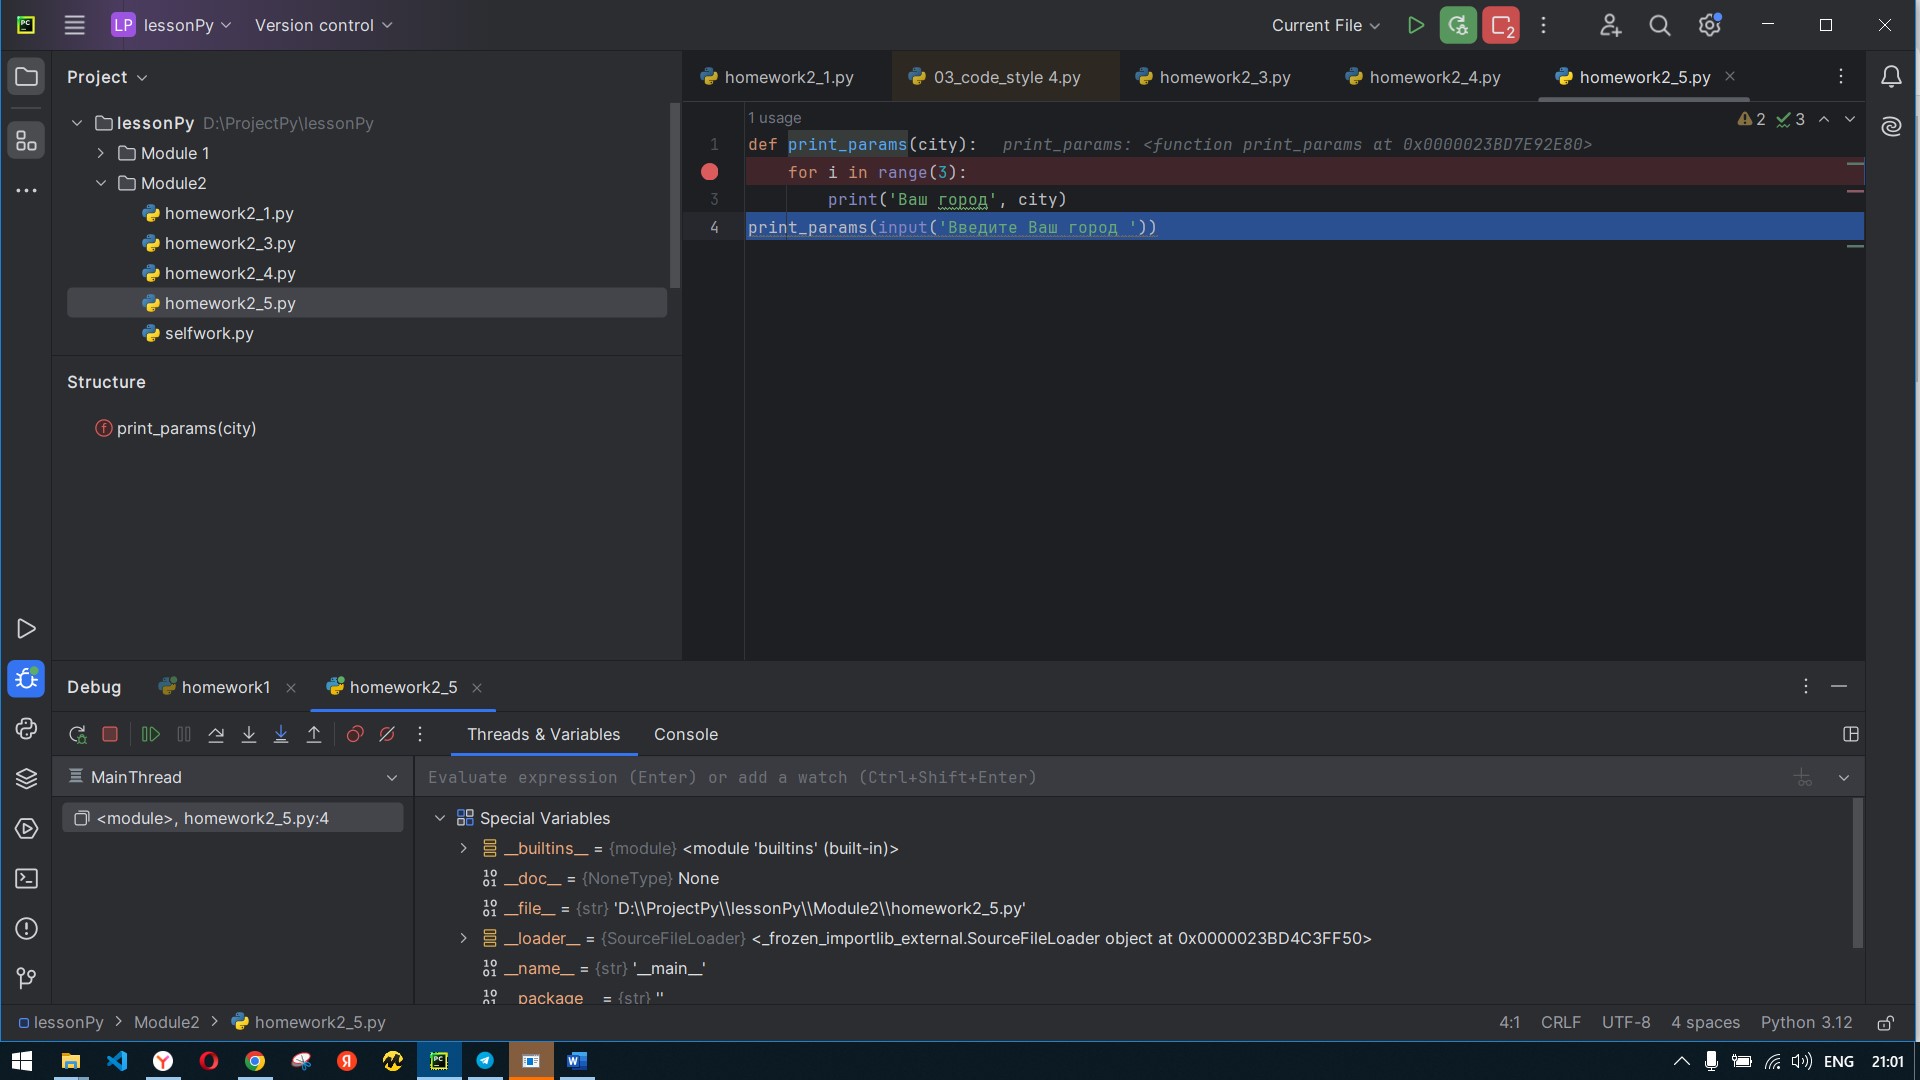 LP lessonPy Version control Current File 2
Project
lessonPy D:\ProjectPy\lessonPy
Module 1
Module2
homework2_1.py
homework2_3.py
homework2_4.py
homework2_5.py
selfwork.py
Structure
print_params(city)
homework2_1.py 03_code_style 4.py homework2_3.py homework2_4.py homework2_5.py
1 usage 2 3
1 def print_params(city): print_params: <function print_params at 0x0000023BD7E92E80>
for i in range(3):
3 print('Ваш город', city)
4 print_params(input('Введите Ваш город '))
Debug homework1 homework2_5
Threads & Variables Console
MainThread
<module>, homework2_5.py:4
Evaluate expression (Enter) or add a watch (Ctrl+Shift+Enter)
Special Variables
__builtins__ = {module} <module 'builtins' (built-in)>
__doc__ = {NoneType} None
__file__ = {str} 'D:\\ProjectPy\\lessonPy\\Module2\\homework2_5.py'
__loader__ = {SourceFileLoader} <_frozen_importlib_external.SourceFileLoader object at 0x0000023BD4C3FF50>
__name__ = {str} '__main__'
__package__ = {str} ''
lessonPy > Module2 > homework2_5.py 4:1 CRLF UTF-8 4 spaces Python 3.12
ENG 21:01